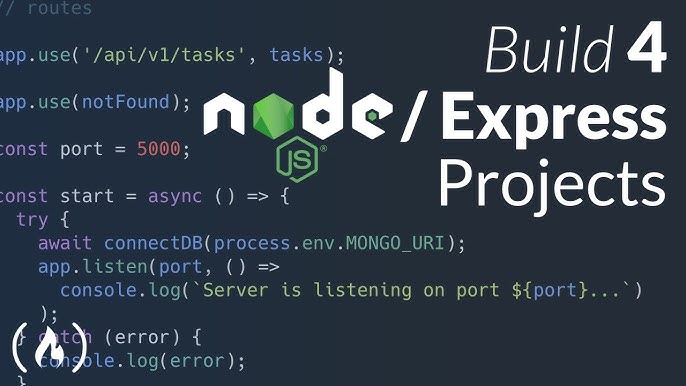 // routes
app.use('/api/v1/tasks', tasks);
app.use(notFound);
const port = 5000;
const start = async () => {
try {
await connectDB(process.env.MONGO_URI);
app.listen(port, () =>
console.log(`Server is listening on port ${port}...`)
);
} catch (error) {
console.log(error);
}
Build 4
node / Express
JS ®
Projects